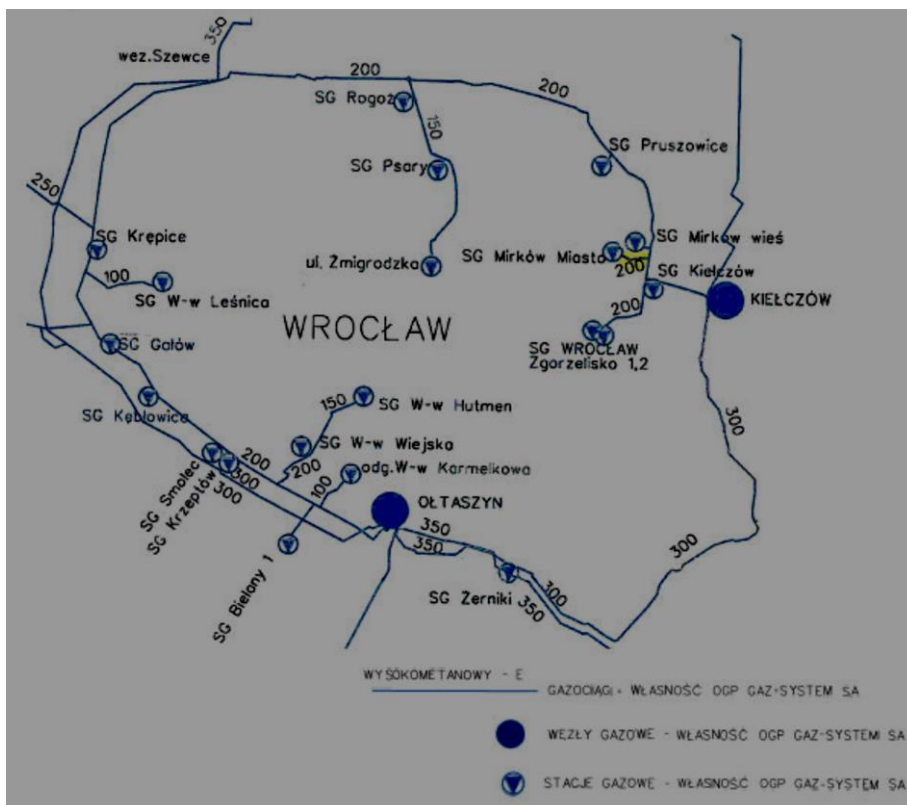 350
wez.Szewce
200
SG Rogoż
200
150
SG Pruszowice
SG Psary
250
SG Krępice
SG Mirków wieś
SG Mirków Miasto
ul. Żmigrodzka
200
SG Kiełczów
100
SG W-w Leśnica
KIEŁCZÓW
200
WROCŁAW
SG Gałów
SG WROCŁAW
Zgorzelisko 1,2
SG Kębłowice
150
SG W-w Hutmen
300
SG W-w Wiejska
200
200
odg.W-w Karmelkowa
300
SG Smolec
SG Krzeptów
300
100
OŁTASZYN
350
350
300
SG Bielany 1
SG Żerniki
300
350
WYSOKOMETANOWY - E
GAZOCIĄGI - WŁASNOŚĆ OGP GAZ-SYSTEM SA
WĘZŁY GAZOWE - WŁASNOŚĆ OGP GAZ-SYSTEMI SA
STACJE GAZOWE - WŁASNOŚĆ OGP GAZ-SYSTEM SA